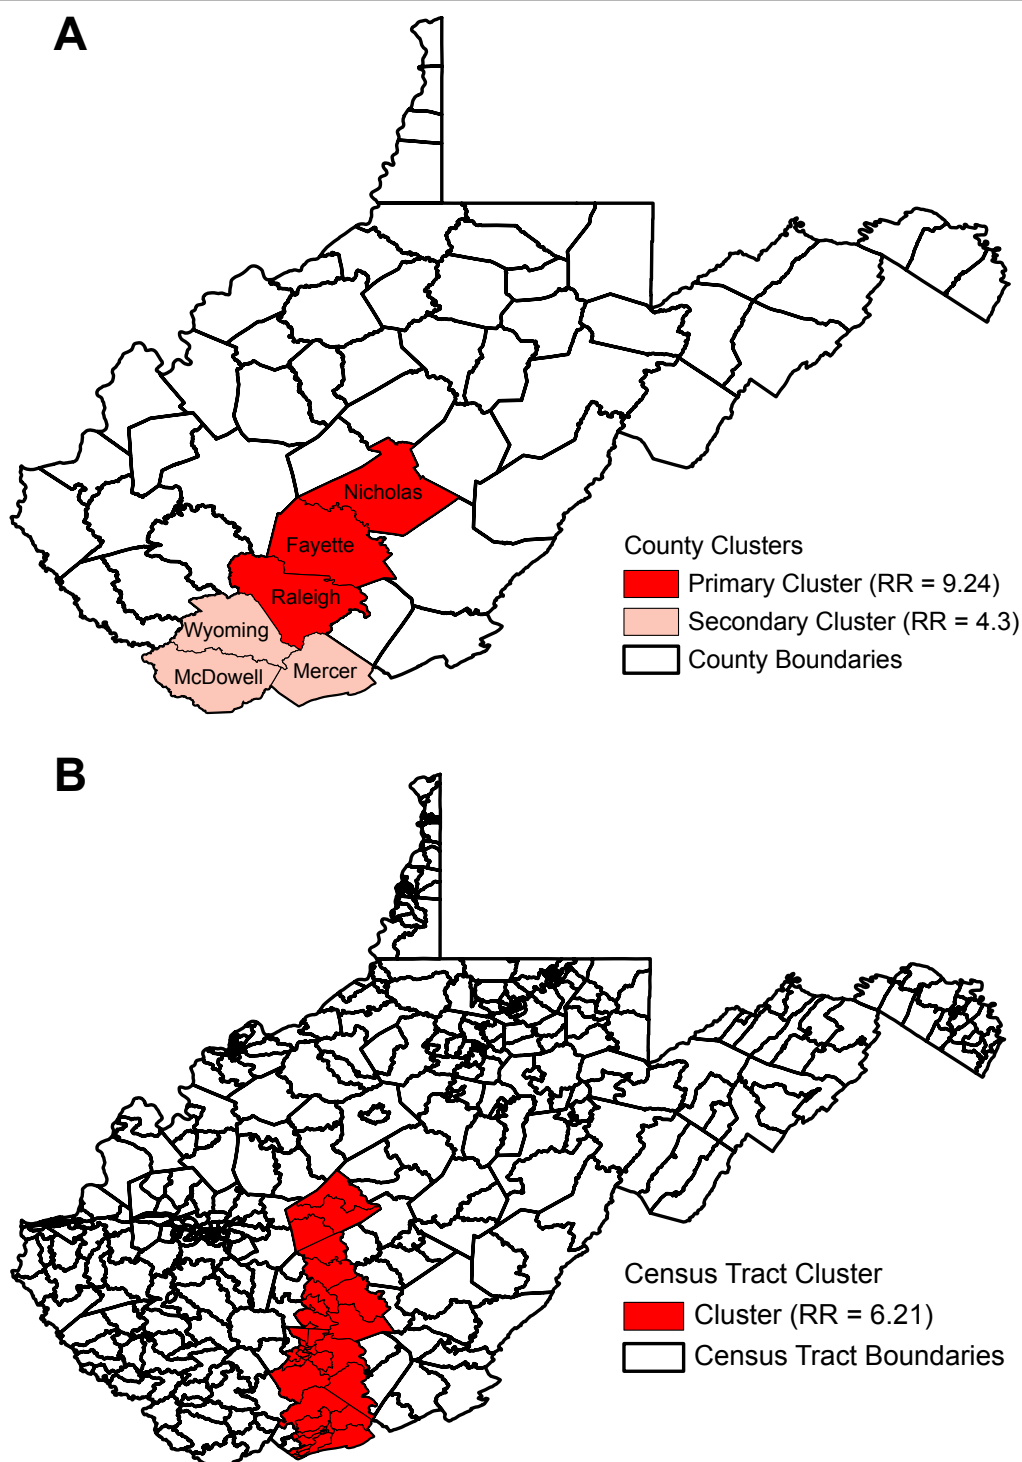 A
Nicholas
Fayette
Raleigh
Wyoming
McDowell
Mercer
County Clusters
Primary Cluster (RR = 9.24)
Secondary Cluster (RR = 4.3)
County Boundaries
B
Census Tract Cluster
Cluster (RR = 6.21)
Census Tract Boundaries